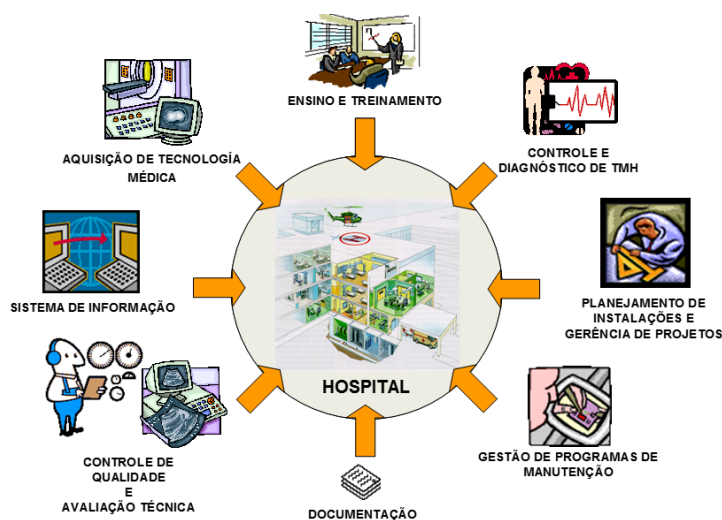 ENSINO E TREINAMENTO
AQUISIÇÃO DE TECNOLOGÍA
MÉDICA
CONTROLE E
DIAGNÓSTICO DE TMH
SISTEMA DE INFORMAÇÃO
PLANEJAMENTO DE
INSTALAÇÕES E
GERÊNCIA DE PROJETOS
HOSPITAL
CONTROLE DE
QUALIDADE
E
AVALIAÇÃO TÉCNICA
GESTÃO DE PROGRAMAS DE
MANUTENÇÃO
DOCUMENTAÇÃO